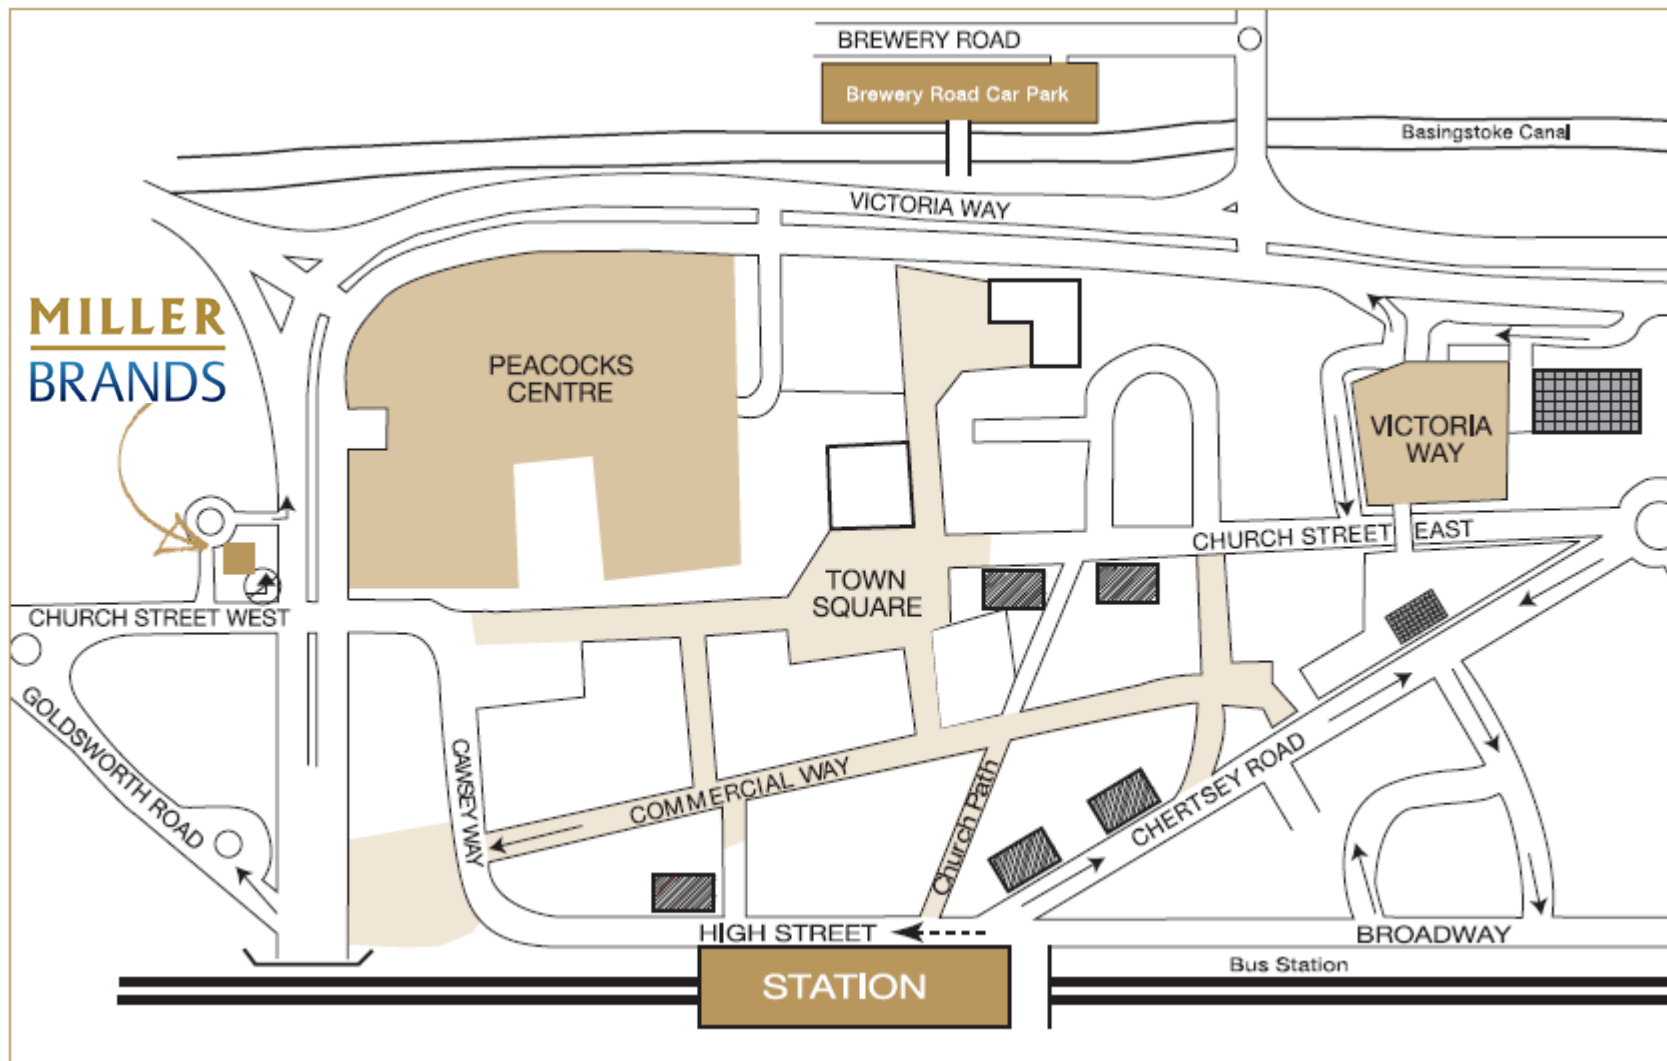 BREWERY ROAD
Brewery Road Car Park
Basingstoke Canal
VICTORIA WAY
MILLER
BRANDS
PEACOCKS
CENTRE
VICTORIA
WAY
CHURCH STREET EAST
TOWN
SQUARE
CHURCH STREET WEST
GOLDSWORTH ROAD
CAWSEY WAY
COMMERCIAL WAY
Church Path
CHERTSEY ROAD
HIGH STREET
BROADWAY
Bus Station
STATION